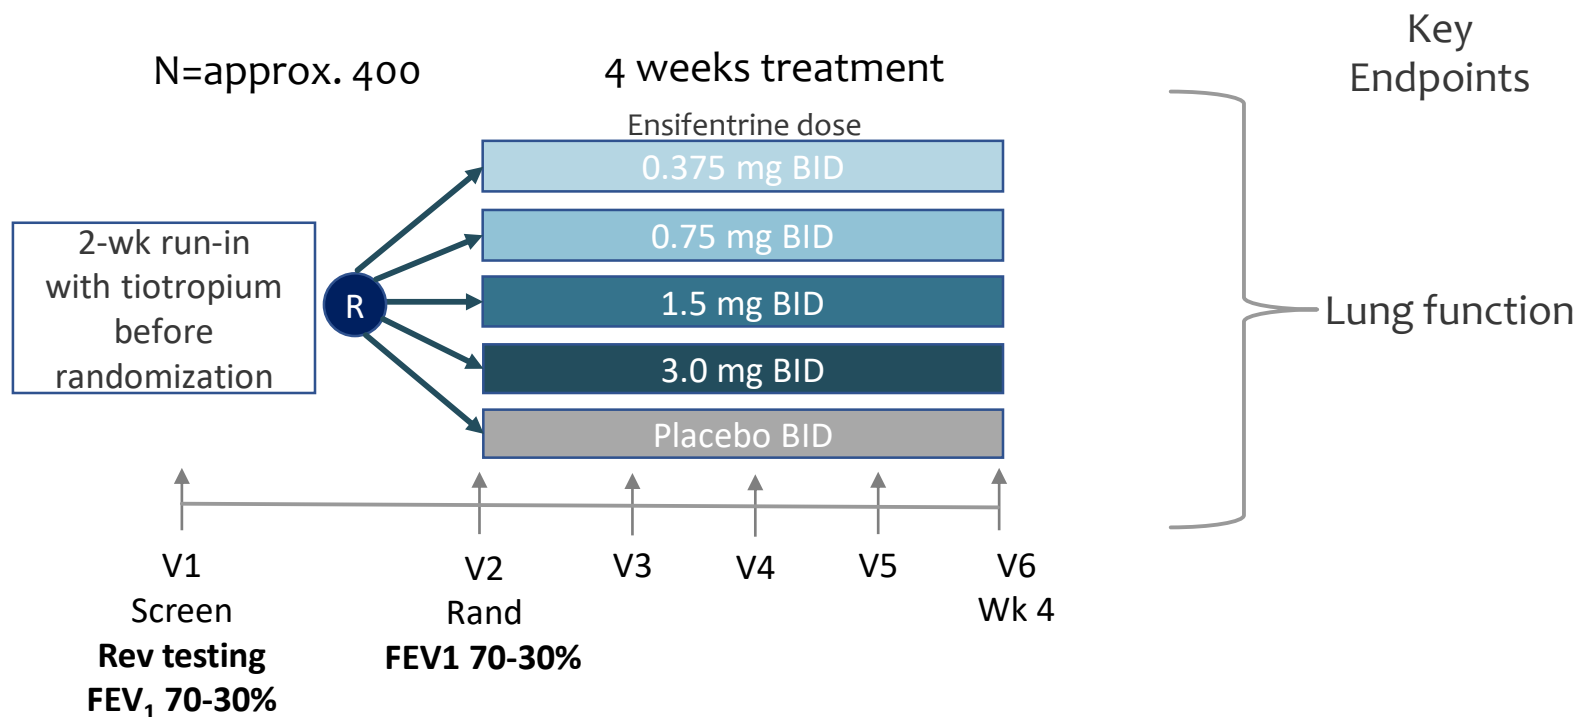 N=approx. 400
4 weeks treatment
Key
Endpoints
Ensifentrine dose
0.375 mg BID
0.75 mg BID
1.5 mg BID
3.0 mg BID
Placebo BID
2-wk run-in
with tiotropium
before
randomization
R
Lung function
V1
Screen
Rev testing
FEV₁ 70-30%
V2
Rand
FEV1 70-30%
V3
V4
V5
V6
Wk 4